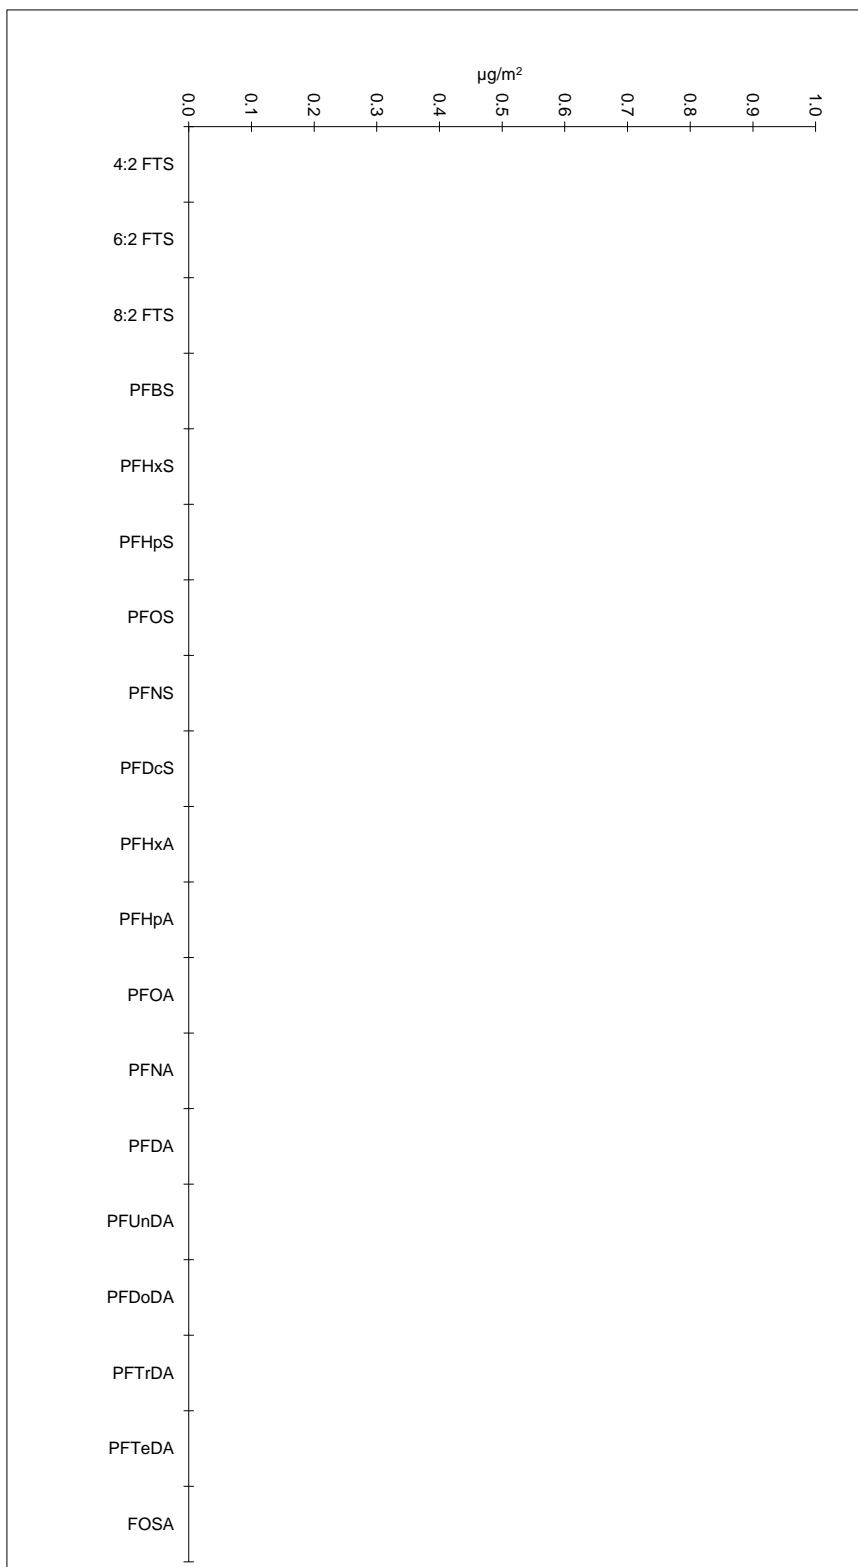 µg/m²
0.0 0.1 0.2 0.3 0.4 0.5 0.6 0.7 0.8 0.9 1.0
4:2 FTS
6:2 FTS
8:2 FTS
PFBS
PFHxS
PFHpS
PFOS
PFNS
PFDcS
PFHxA
PFHpA
PFOA
PFNA
PFDA
PFUnDA
PFDoDA
PFTrDA
PFTeDA
FOSA